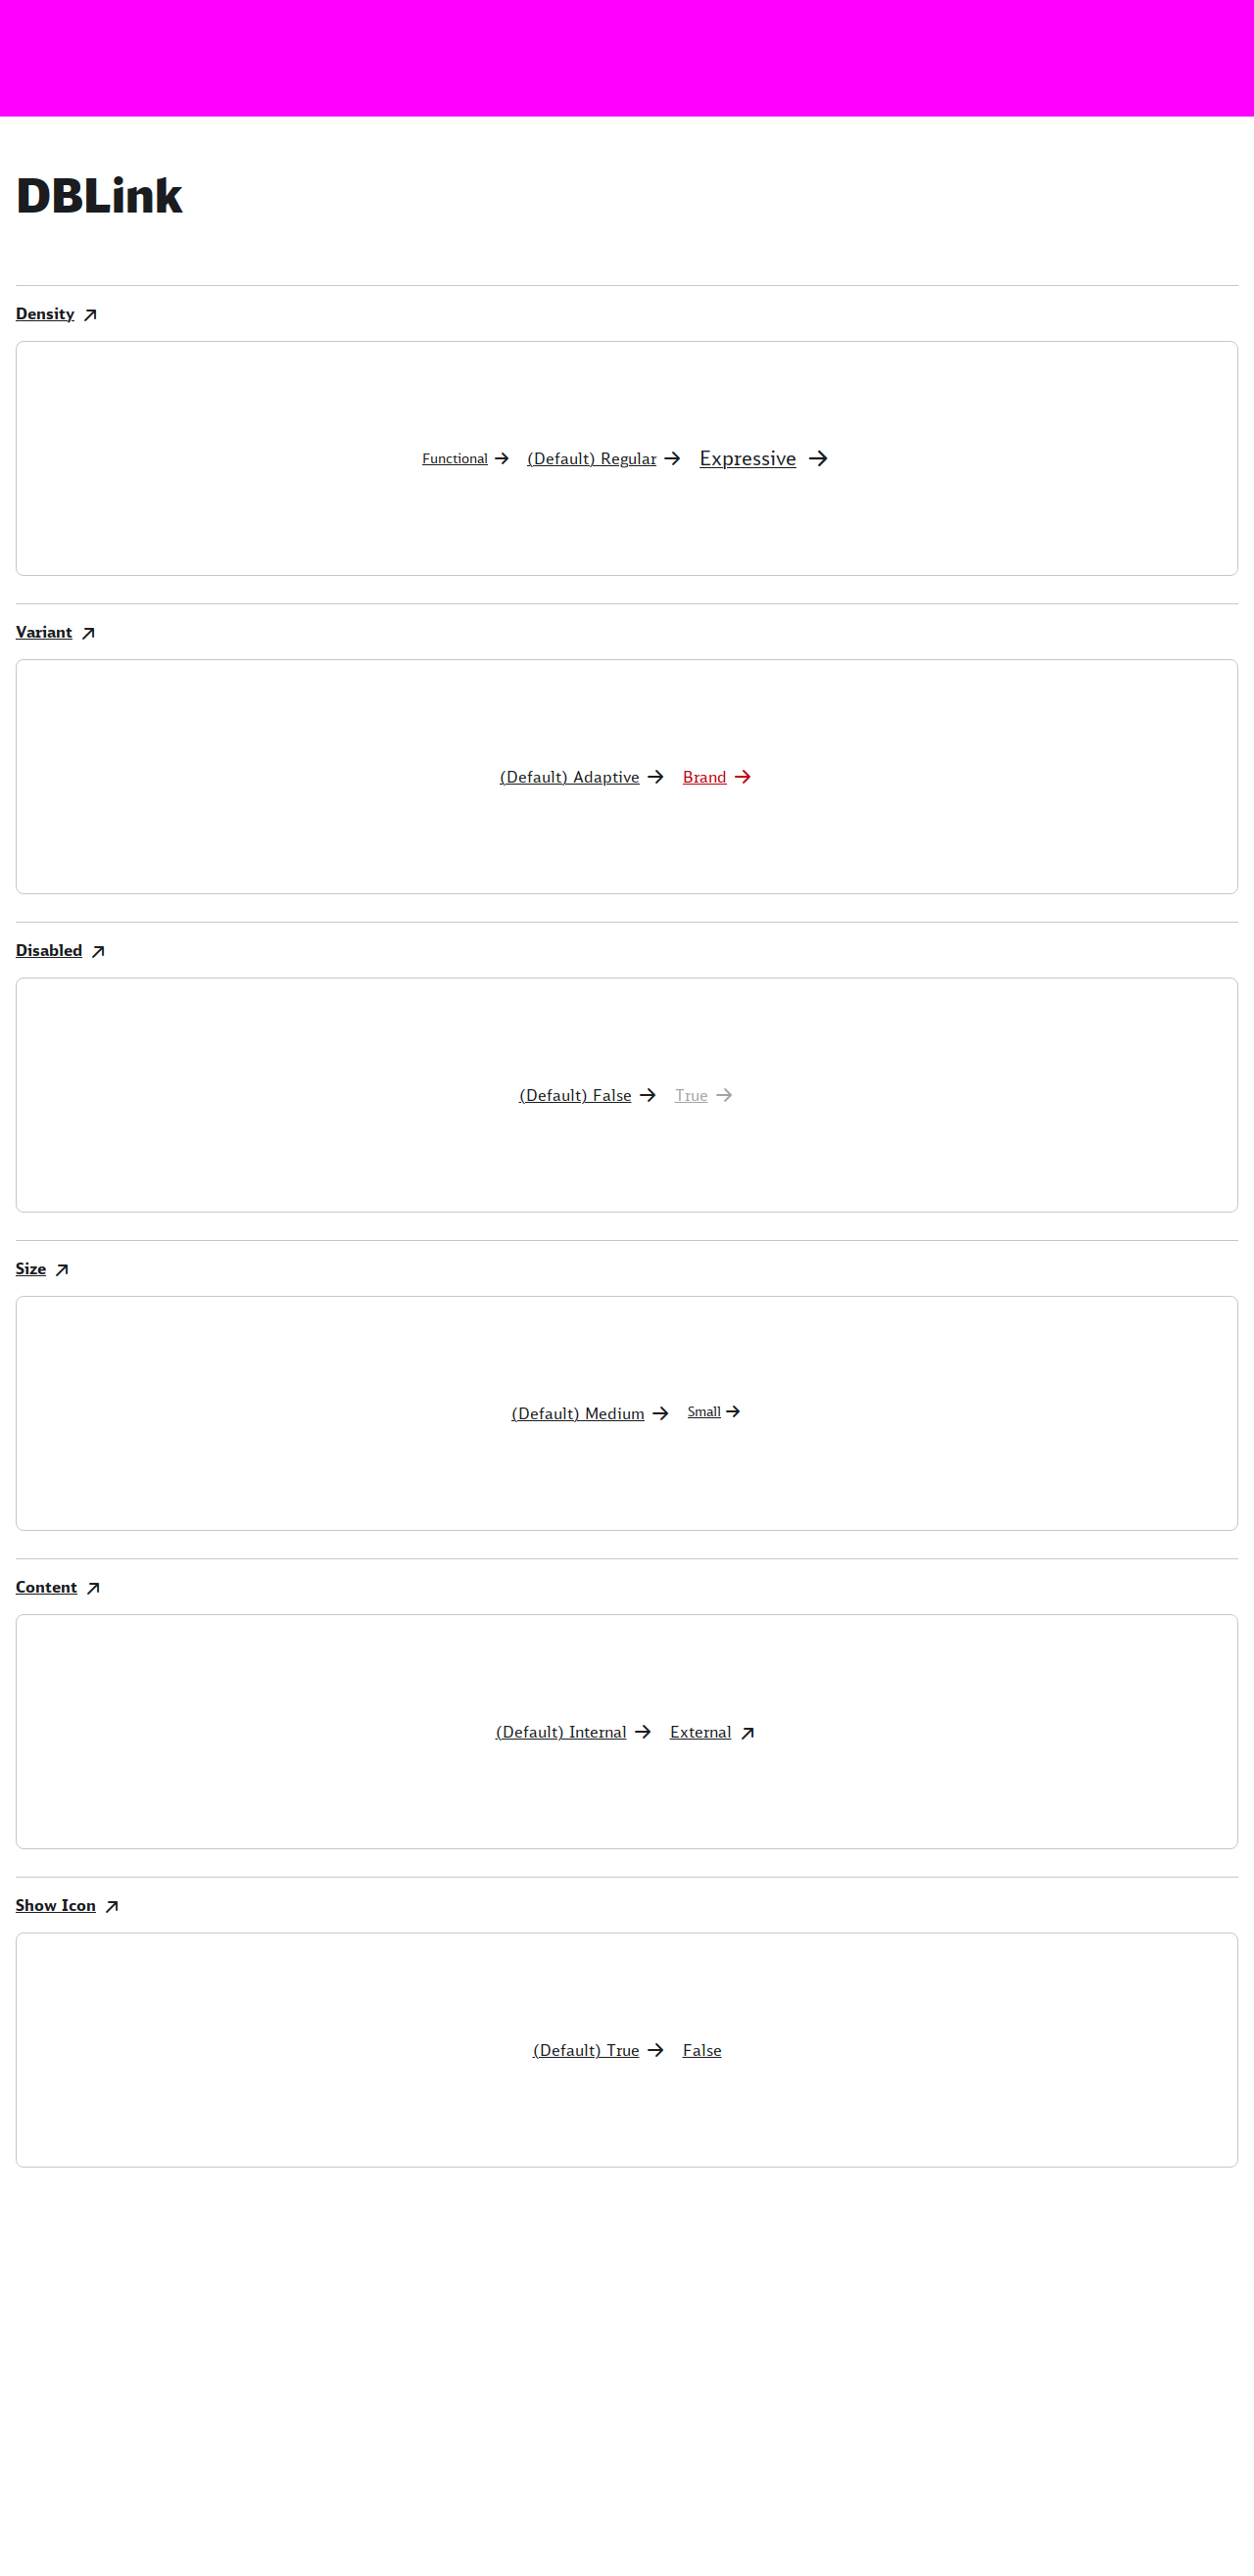 DBLink
Density
Functional (Default) Regular Expressive
Variant
(Default) Adaptive Brand
Disabled
(Default) False True
Size
(Default) Medium Small
Content
(Default) Internal External
Show Icon
(Default) True False